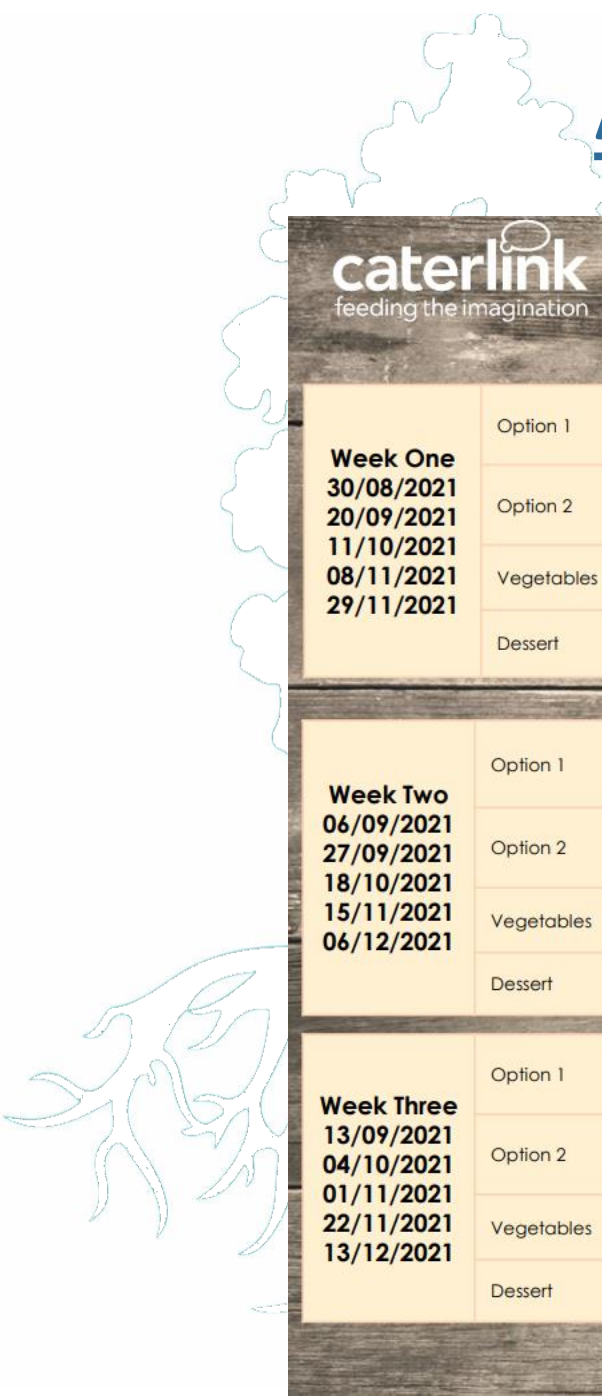 caterlink
feeding the imagination
Week One
30/08/2021
20/09/2021
11/10/2021
08/11/2021
29/11/2021
Option 1
Option 2
Vegetables
Dessert
Week Two
06/09/2021
27/09/2021
18/10/2021
15/11/2021
06/12/2021
Option 1
Option 2
Vegetables
Dessert
Week Three
13/09/2021
04/10/2021
01/11/2021
22/11/2021
13/12/2021
Option 1
Option 2
Vegetables
Dessert